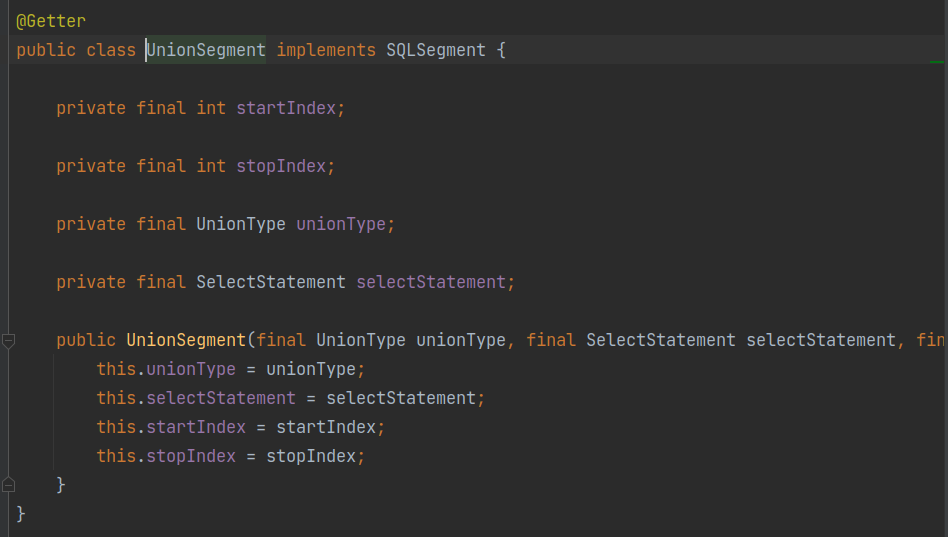 @Getter
public class UnionSegment implements SQLSegment {
private final int startIndex;
private final int stopIndex;
private final UnionType unionType;
private final SelectStatement selectStatement;
public UnionSegment(final UnionType unionType, final SelectStatement selectStatement, fin
this.unionType = unionType;
this.selectStatement = selectStatement;
this.startIndex = startIndex;
this.stopIndex = stopIndex;
}
}